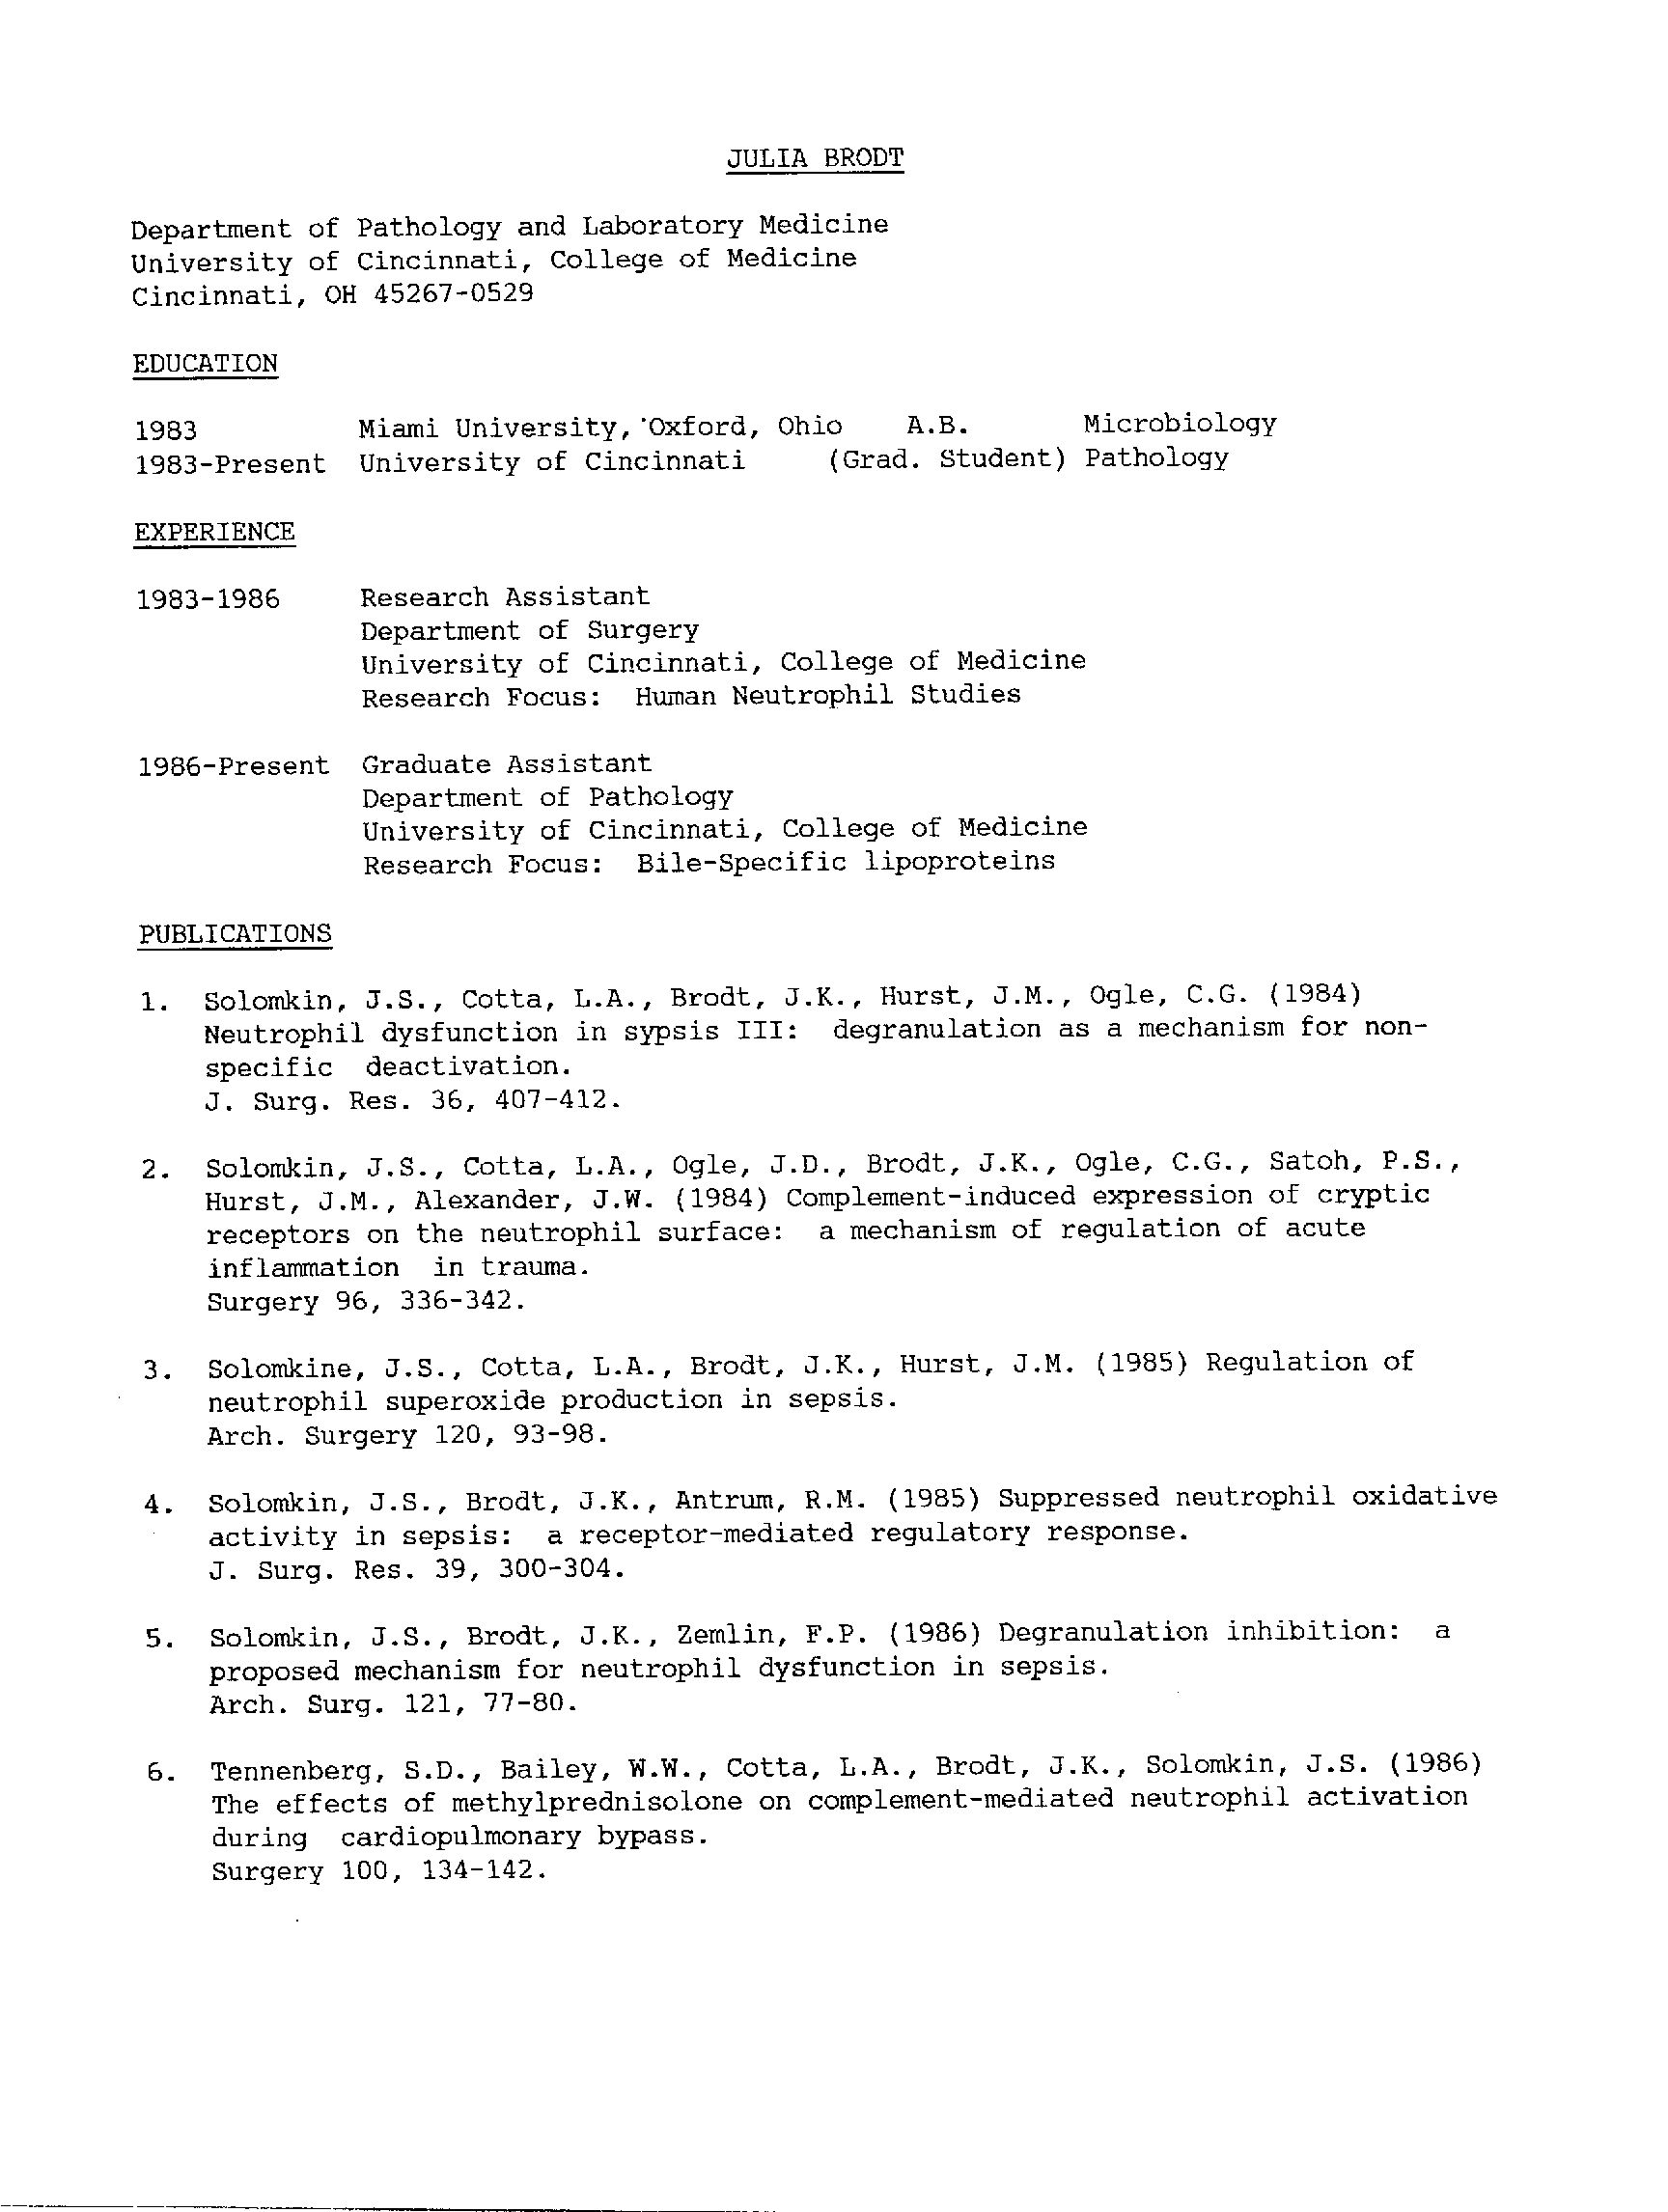 JULIA BRODT
Department of Pathology and Laboratory Medicine
University of Cincinnati, College of Medicine
Cincinnati, OH 45267-0529
EDUCATION
1983 Miami University, Oxford, Ohio A.B. Microbiology
1983-Present University of Cincinnati (Grad. Student) Pathology
EXPERIENCE
1983-1986 Research Assistant
Department of Surgery
University of Cincinnati, College of Medicine
Research Focus: Human Neutrophil Studies
1986-Present Graduate Assistant
Department of Pathology
University of Cincinnati, College of Medicine
Research Focus: Bile-Specific lipoproteins
PUBLICATIONS
1. Solomkin, J.S., Cotta, L.A., Brodt, J.K., Hurst, J.M., Ogle, C.G. (1984)
Neutrophil dysfunction in sypsis III: degranulation as a mechanism for non-
specific deactivation.
J. Surg. Res. 36, 407-412.
2. Solomkin, J.S., Cotta, L.A., Ogle, J.D., Brodt, J.K., Ogle, C.G., Satoh, P.S.,
Hurst, J.M., Alexander, J.W. (1984) Complement-induced expression of cryptic
receptors on the neutrophil surface: a mechanism of regulation of acute
inflammation in trauma.
Surgery 96, 336-342.
3. Solomkine, J.S., Cotta, L.A., Brodt, J.K., Hurst, J.M. (1985) Regulation of
neutrophil superoxide production in sepsis.
Arch. Surgery 120, 93-98.
4. Solomkin, J.S., Brodt, J.K., Antrum, R.M. (1985) Suppressed neutrophil oxidative
activity in sepsis: a receptor-mediated regulatory response.
J. Surg. Res. 39, 300-304.
5. Solomkin, J.S., Brodt, J.K., Zemlin, F.P. (1986) Degranulation inhibition: a
proposed mechanism for neutrophil dysfunction in sepsis.
Arch. Surg. 121, 77-80.
6. Tennenberg, S.D., Bailey, W.W., Cotta, L.A., Brodt, J.K., Solomkin, J.S. (1986)
The effects of methylprednisolone on complement-mediated neutrophil activation
during cardiopulmonary bypass.
Surgery 100, 134-142.